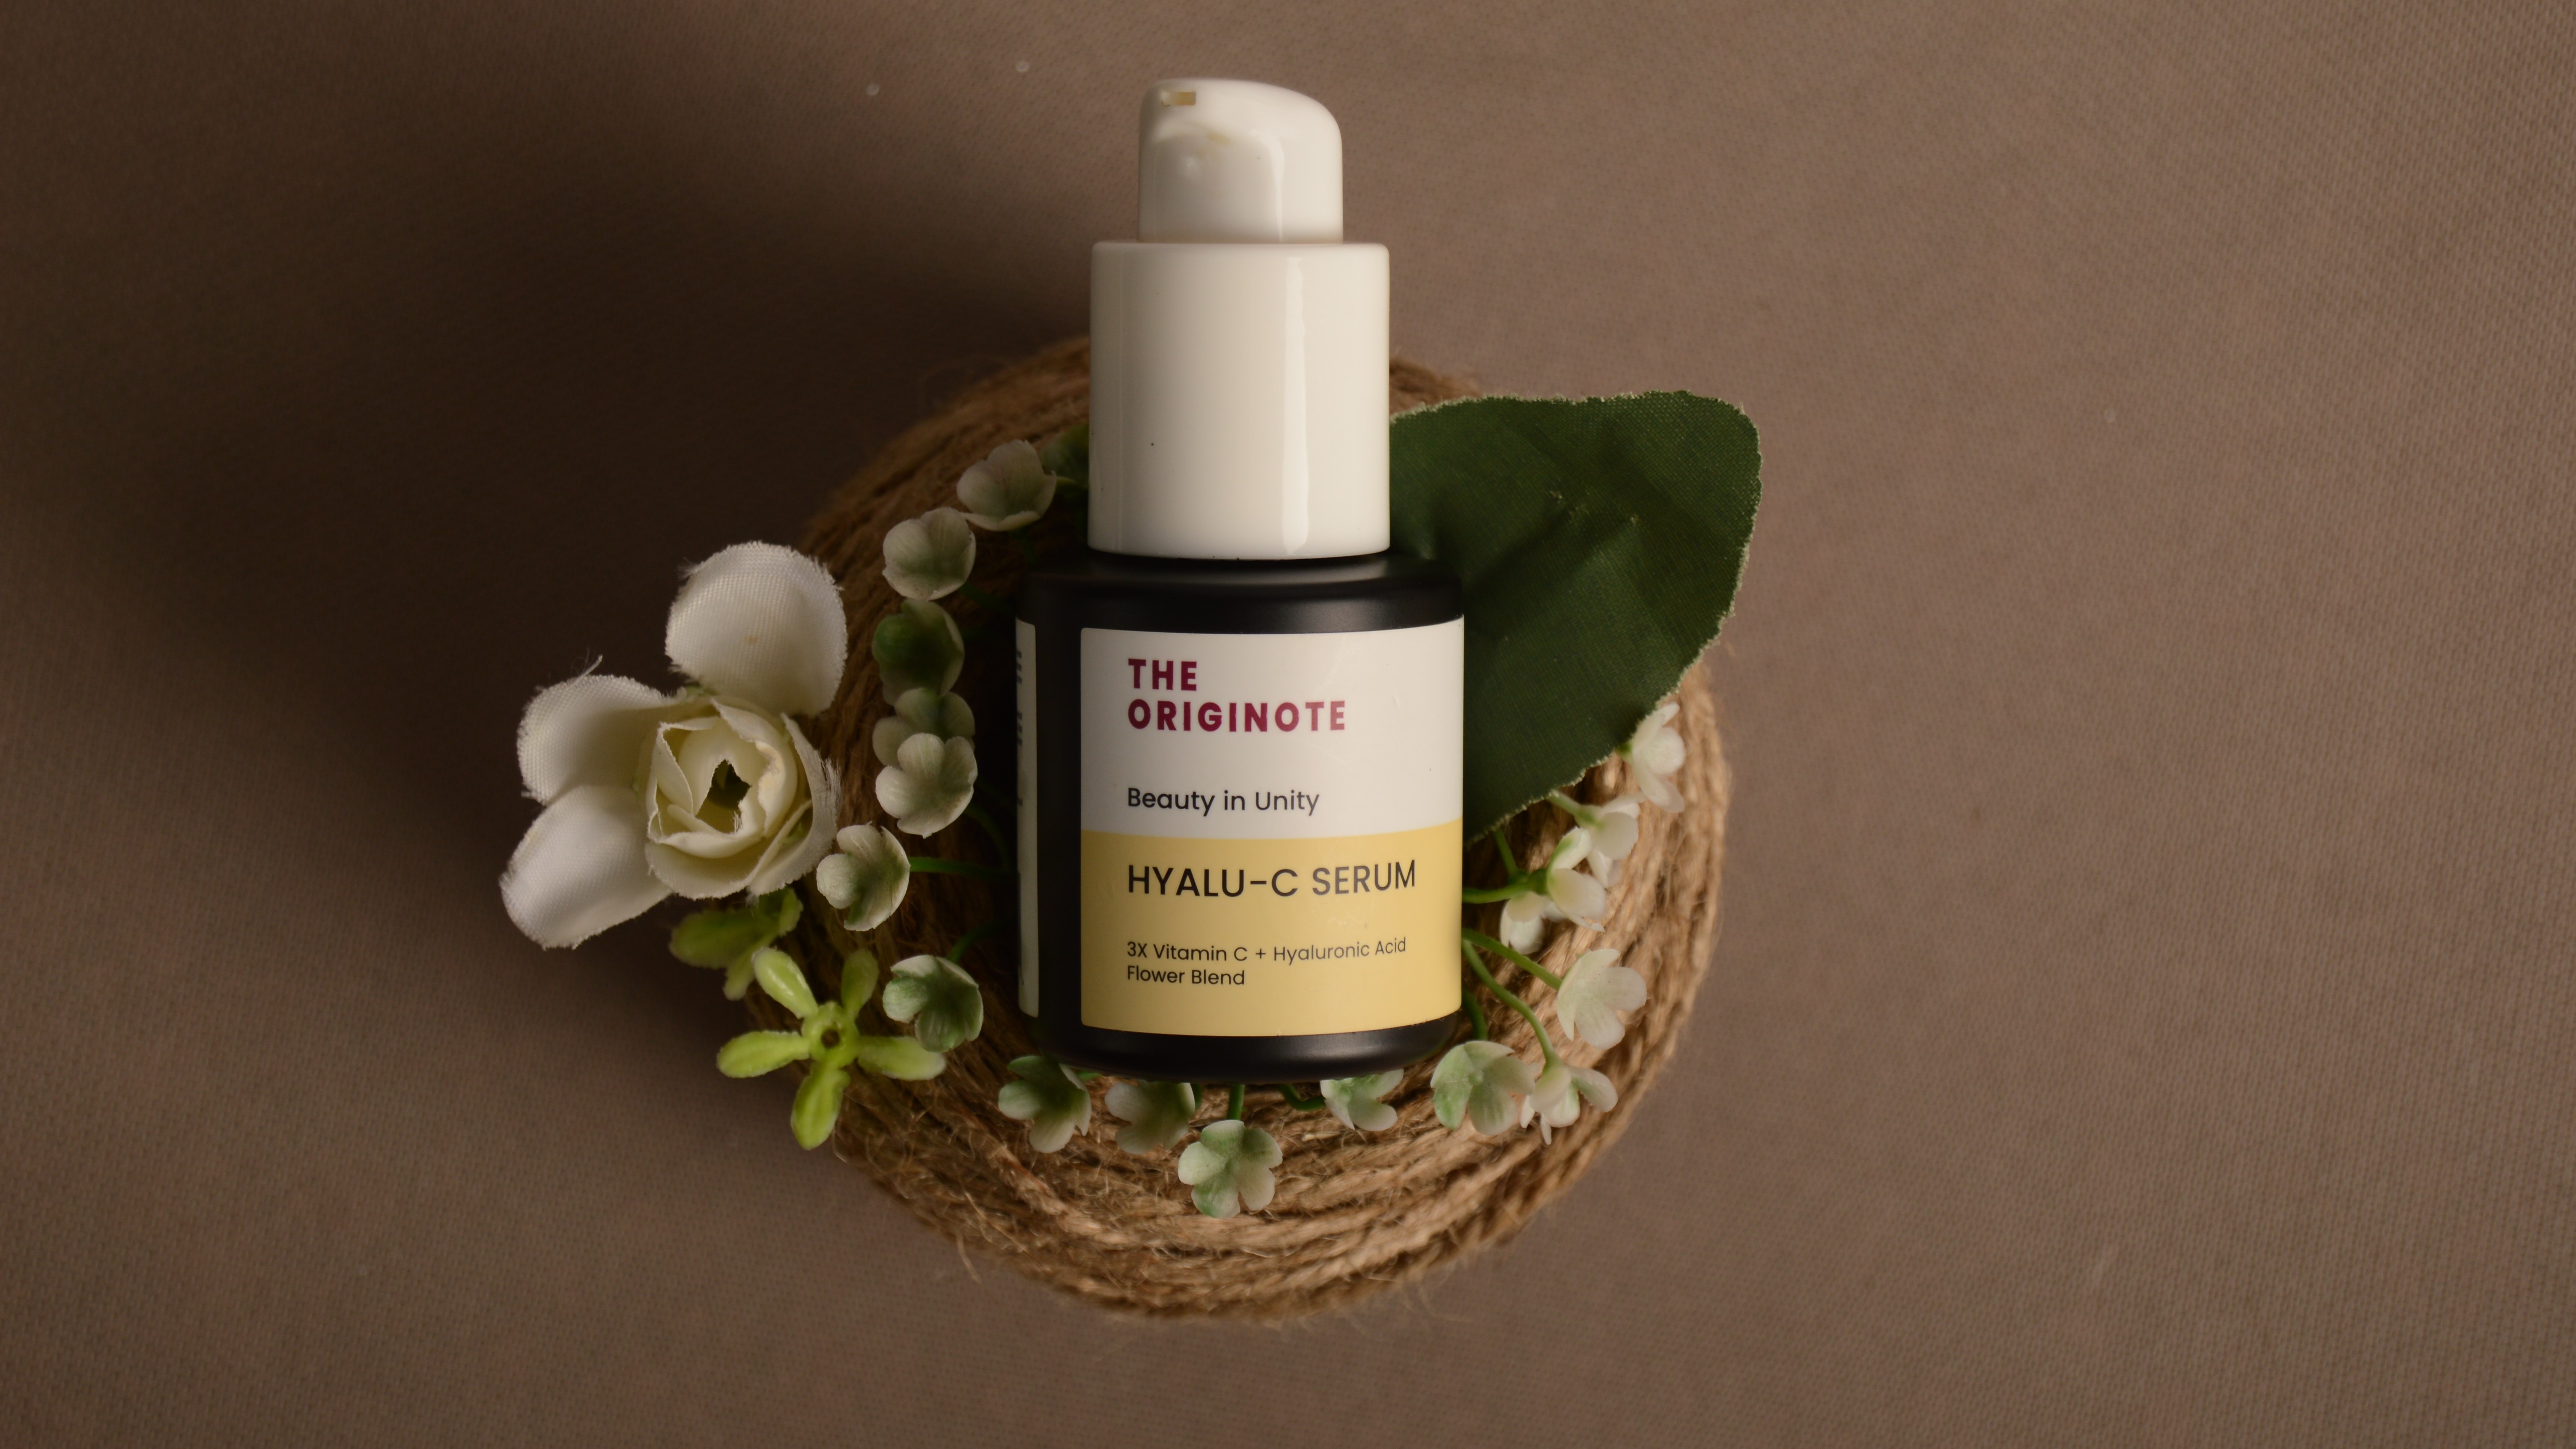 THE
ORIGINOTE
Beauty in Unity
HYALU-C SERUM
3X Vitamin C + Hyaluronic Acid
Flower Blend